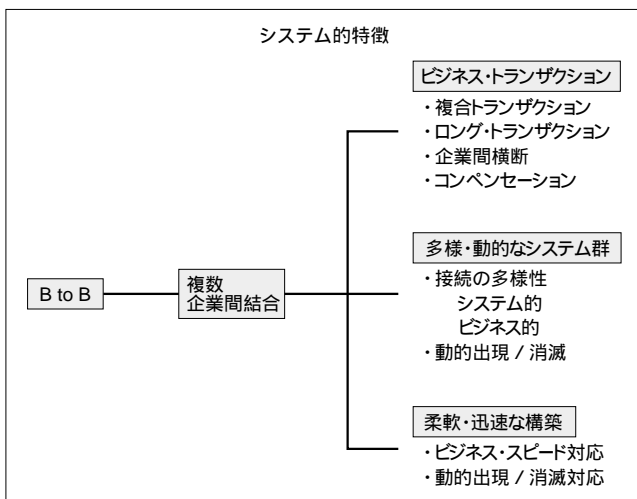 システム的特徴
ビジネス・トランザクション
・複合トランザクション
・ロング・トランザクション
・企業間横断
・コンペンセーション
多様・動的なシステム群
・接続の多様性
システム的
ビジネス的
・動的出現 / 消滅
B to B
複数
企業間結合
柔軟・迅速な構築
・ビジネス・スピード対応
・動的出現 / 消滅対応